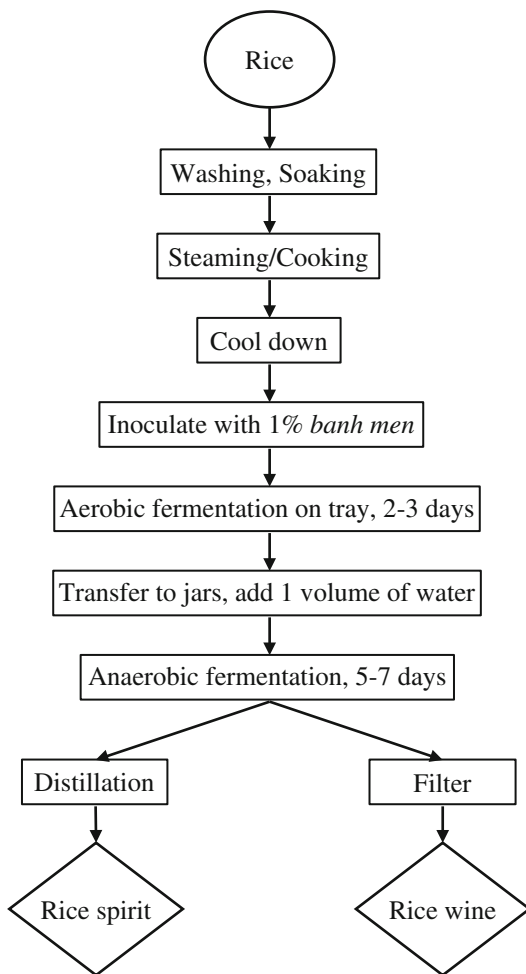 Rice
Washing, Soaking
Steaming/Cooking
Cool down
Inoculate with 1% banh men
Aerobic fermentation on tray, 2-3 days
Transfer to jars, add 1 volume of water
Anaerobic fermentation, 5-7 days
Distillation
Filter
Rice spirit
Rice wine